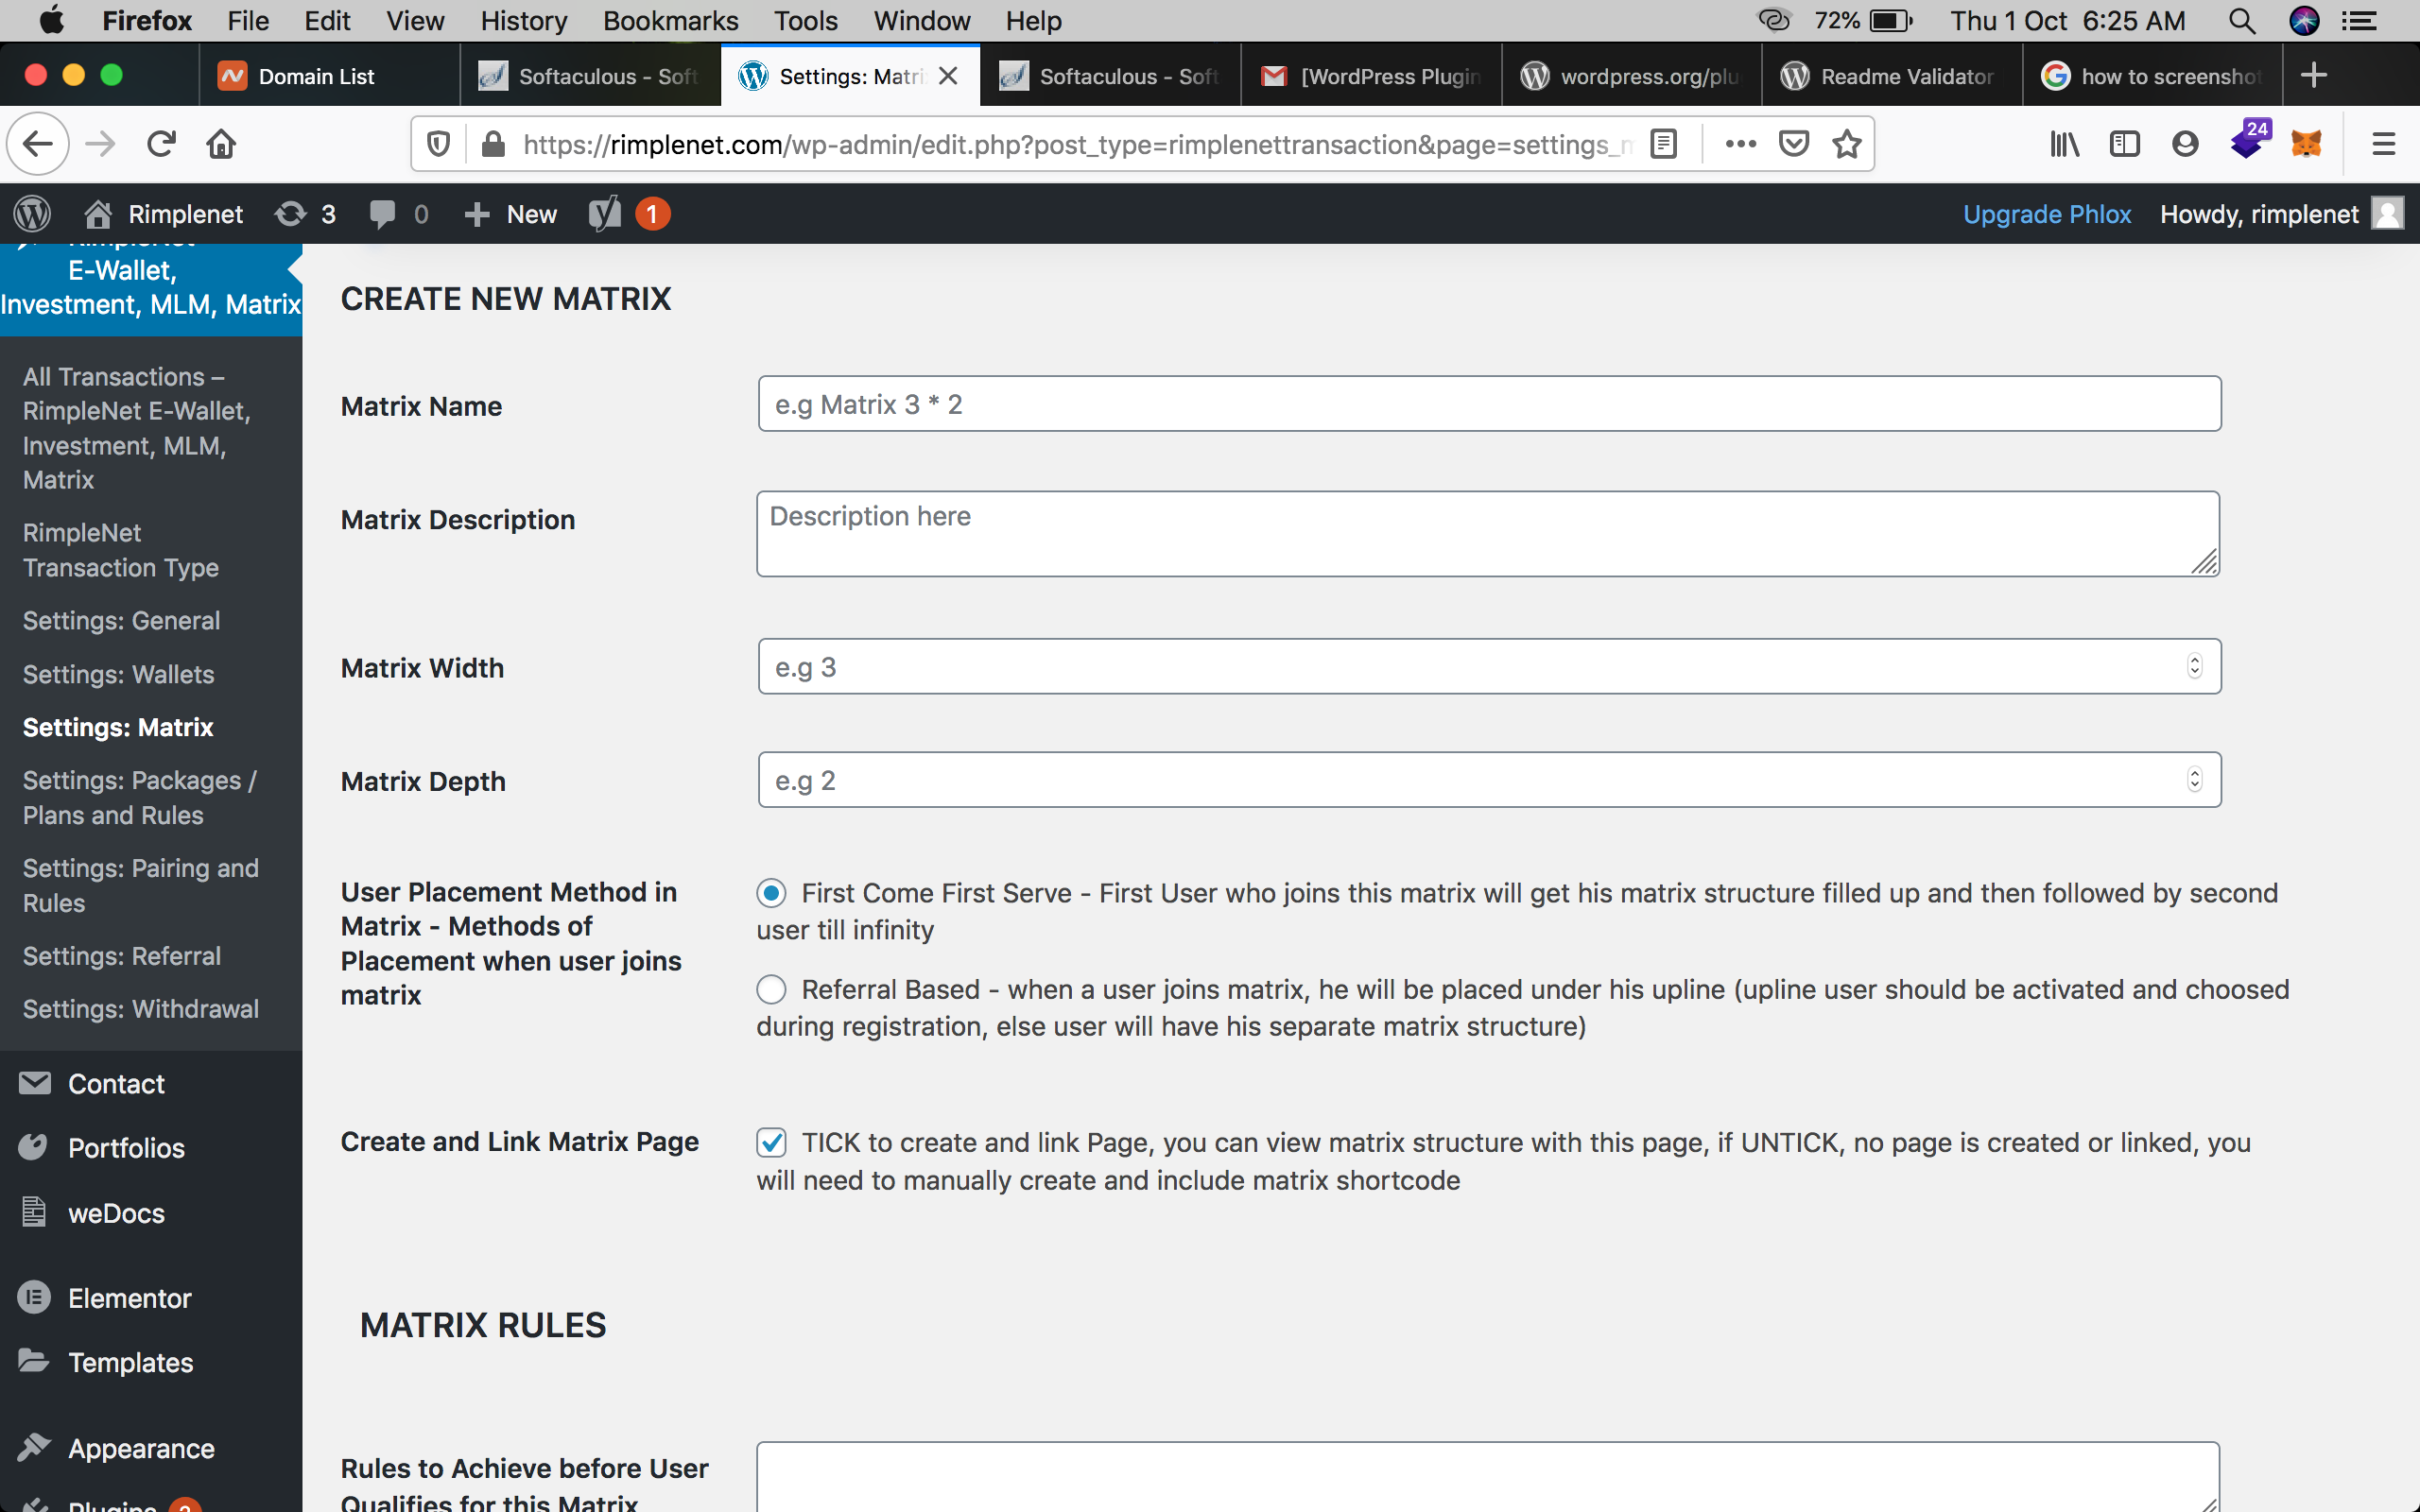 Firefox File Edit View History Bookmarks Tools Window Help 72% Thu 1 Oct 6:25 AM
Domain List Softaculous - Soft Settings: Matri Softaculous - Soft [WordPress Plugin wordpress.org/plu Readme Validator how to screenshot
https://rimplenet.com/wp-admin/edit.php?post_type=rimplenettransaction&page=settings_m 24
Rimplenet 3 0 New 1 Upgrade Phlox Howdy, rimplenet
RimpleNet
E-Wallet,
Investment, MLM, Matrix
All Transactions –
RimpleNet E-Wallet,
Investment, MLM,
Matrix
RimpleNet
Transaction Type
Settings: General
Settings: Wallets
Settings: Matrix
Settings: Packages /
Plans and Rules
Settings: Pairing and
Rules
Settings: Referral
Settings: Withdrawal
Contact
Portfolios
weDocs
Elementor
Templates
Appearance
Plugins 2
CREATE NEW MATRIX
Matrix Name
e.g Matrix 3 * 2
Matrix Description
Description here
Matrix Width
e.g 3
Matrix Depth
e.g 2
User Placement Method in
Matrix - Methods of
Placement when user joins
matrix
First Come First Serve - First User who joins this matrix will get his matrix structure filled up and then followed by second
user till infinity
Referral Based - when a user joins matrix, he will be placed under his upline (upline user should be activated and choosed
during registration, else user will have his separate matrix structure)
Create and Link Matrix Page
TICK to create and link Page, you can view matrix structure with this page, if UNTICK, no page is created or linked, you
will need to manually create and include matrix shortcode
MATRIX RULES
Rules to Achieve before User
Qualifies for this Matrix